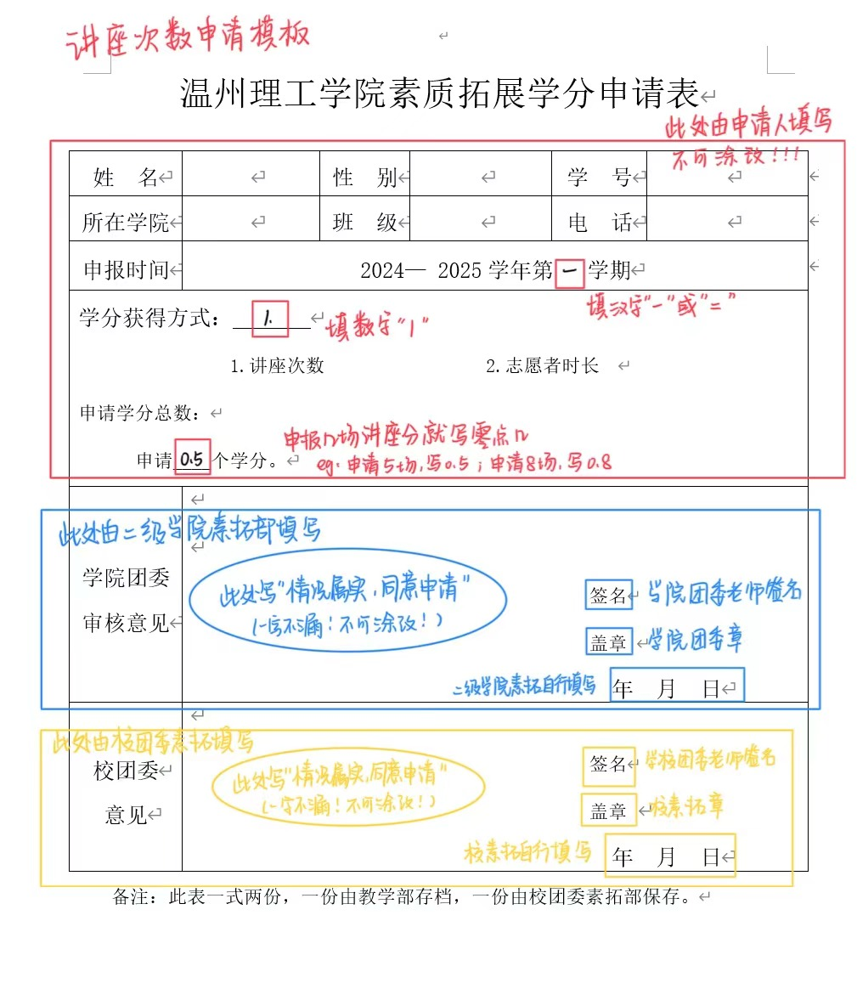 讲座次数申请模板
温州理工学院素质拓展学分申请表
此处由申请人填写
不可涂改!!!
姓 名 性 别 学 号
所在学院 班 级 电 话
申报时间 2024— 2025 学年第一学期
填汉字"一"或"二"
学分获得方式: 1.
填数字"1"
1.讲座次数 2.志愿者时长
申请学分总数:
申报n场讲座分就写零点n
申请 0.5 个学分。
eg. 申请5场,写0.5;申请8场,写0.8
此处由二级学院素拓部填写
学院团委
审核意见
此处写"情况属实,同意申请"
(一字不漏!不可涂改!)
签名 学院团委老师签名
盖章 学院团委章
二级学院素拓自行填写 年 月 日
此处由校团委素拓填写
校团委
意见
此处写"情况属实,同意申请"
(一字不漏!不可涂改!)
签名 学校团委老师签名
盖章 校素拓章
校素拓自行填写 年 月 日
备注: 此表一式两份, 一份由教学部存档, 一份由校团委素拓部保存。